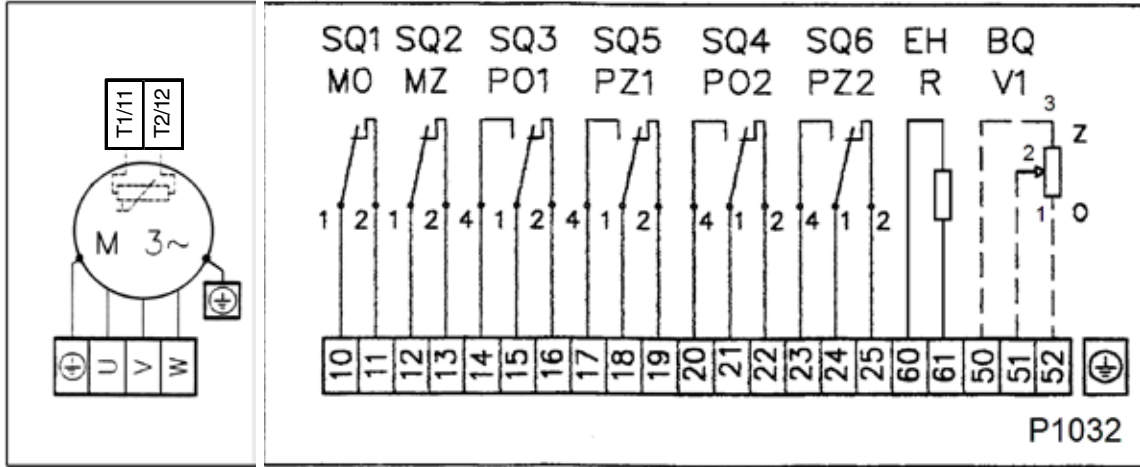 T1/11
T2/12
M 3~
U V W
SQ1 SQ2 SQ3 SQ5 SQ4 SQ6 EH BQ
MO MZ PO1 PZ1 PO2 PZ2 R V1
3
Z
2
1 2 1 2 4 1 2 4 1 2 4 1 2 4 1 2 1 O
10 11 12 13 14 15 16 17 18 19 20 21 22 23 24 25 60 61 50 51 52
P1032